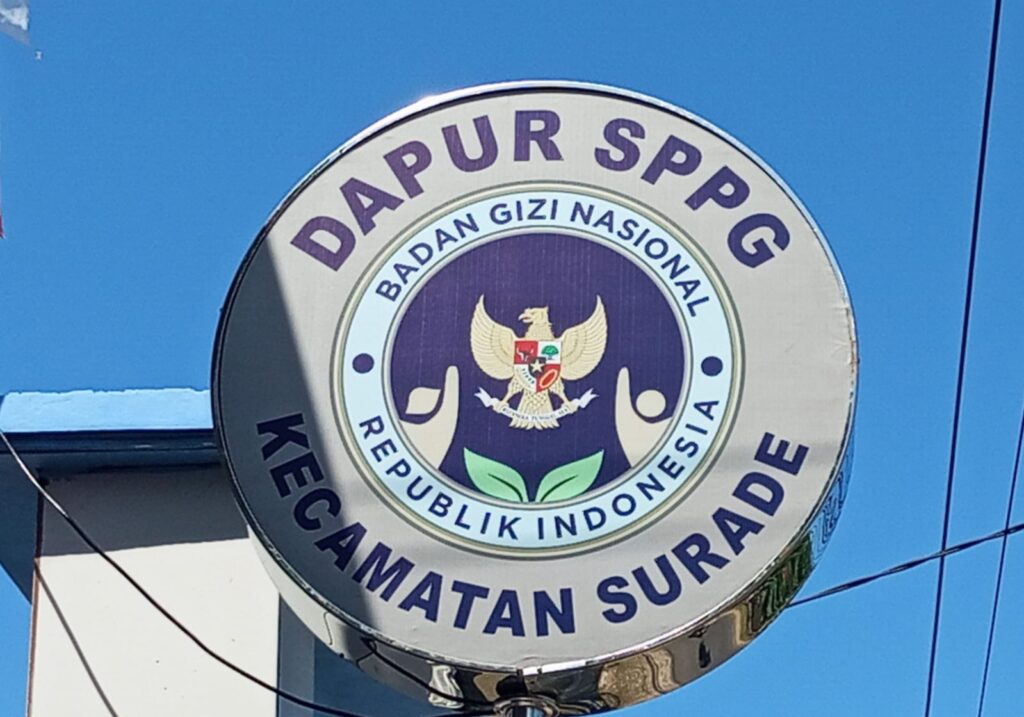 DAPUR SPPG
BADAN GIZI NASIONAL
REPUBLIK INDONESIA
KECAMATAN SURADE